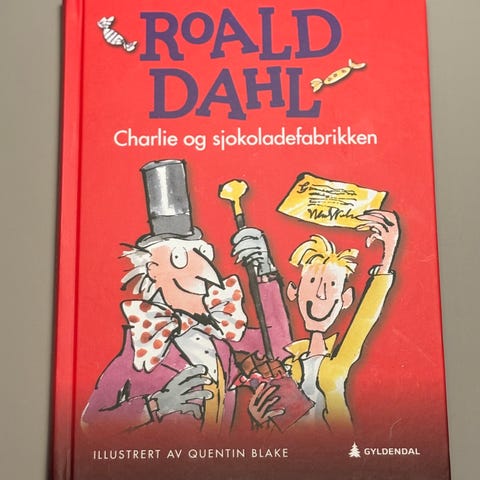 ROALD
DAHL
Charlie og sjokoladefabrikken
ILLUSTRERT AV QUENTIN BLAKE
GYLDENDAL